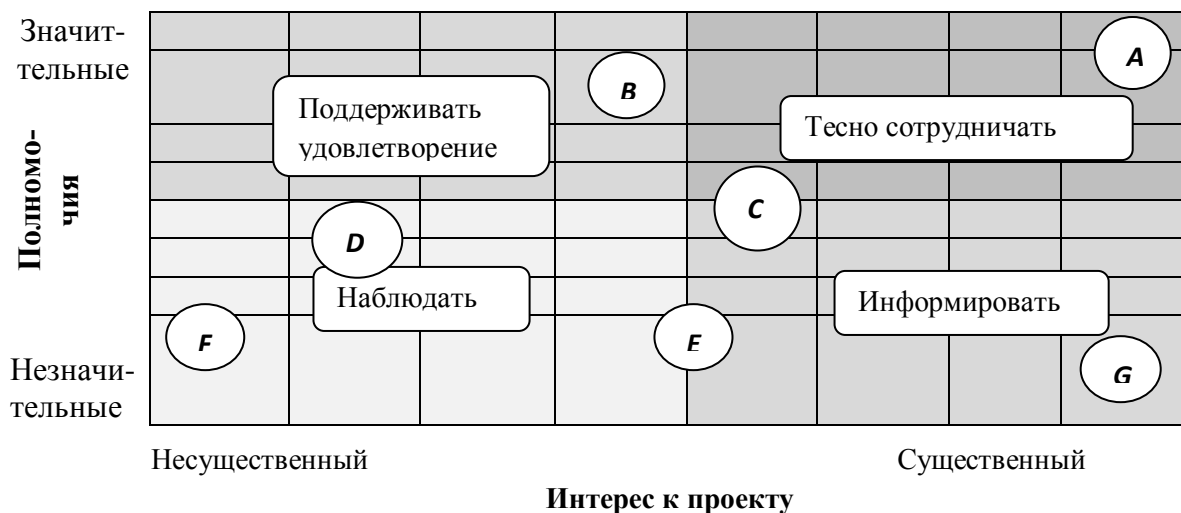 Значит-
тельные
A
B
Поддерживать
удовлетворение
Тесно сотрудничать
Полномо-
чия
C
D
Наблюдать
Информировать
F
E
G
Незначи-
тельные
Несущественный
Существенный
Интерес к проекту